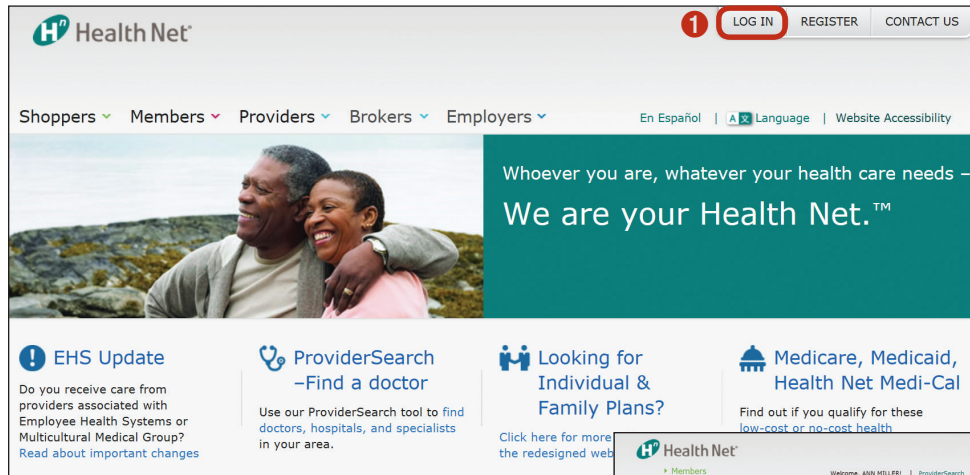 Health Net®
1 LOG IN REGISTER CONTACT US
Shoppers Members Providers Brokers Employers
En Español | Language | Website Accessibility
Whoever you are, whatever your health care needs –
We are your Health Net.™
EHS Update
Do you receive care from
providers associated with
Employee Health Systems or
Multicultural Medical Group?
Read about important changes
ProviderSearch
–Find a doctor
Use our ProviderSearch tool to find
doctors, hospitals, and specialists
in your area.
Looking for
Individual &
Family Plans?
Click here for more
the redesigned web
Medicare, Medicaid,
Health Net Medi-Cal
Find out if you qualify for these
low-cost or no-cost health
Health Net®
Members
Welcome, ANN MILLER! | ProviderSearch